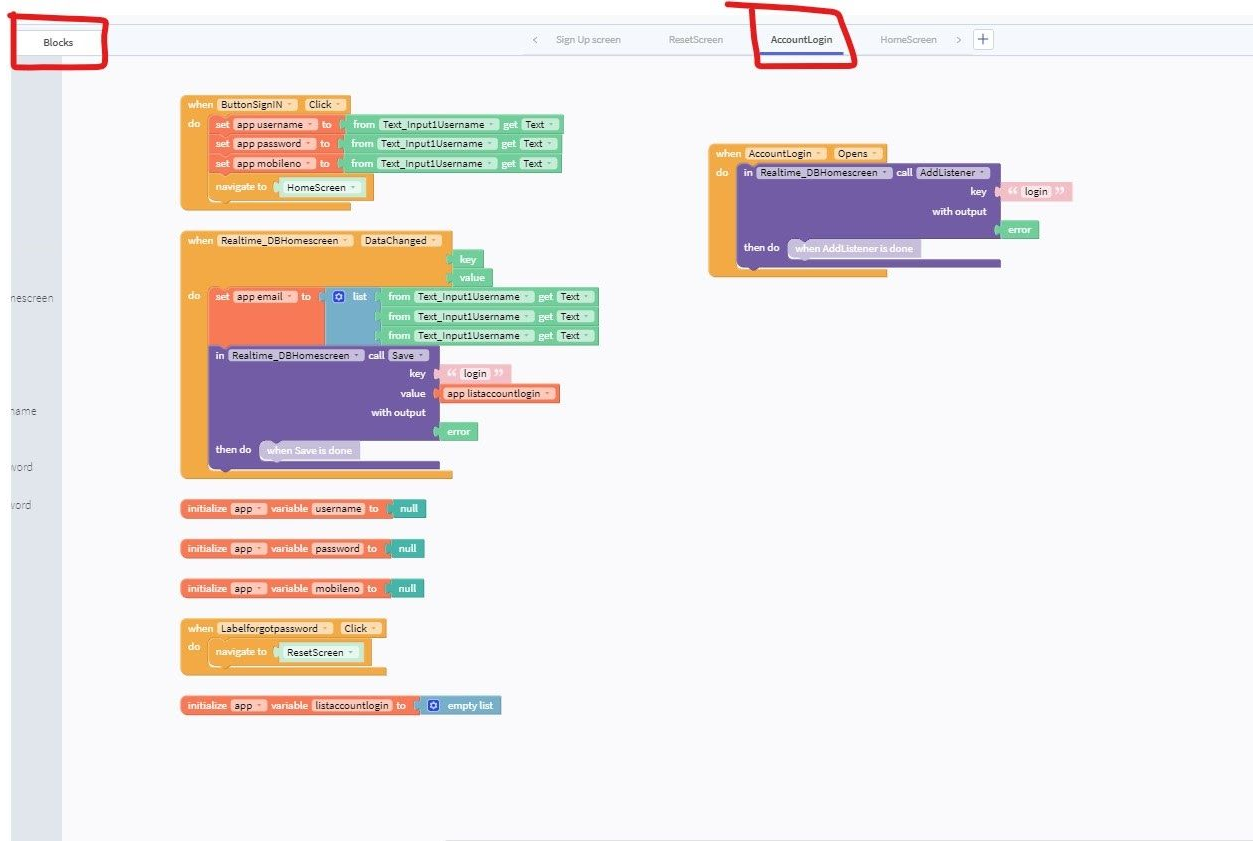 Blocks
Sign Up screen ResetScreen AccountLogin HomeScreen
when ButtonSignIN Click
do set app username to from Text_Input1Username get Text
set app password to from Text_Input1Username get Text
set app mobileno to from Text_Input1Username get Text
navigate to HomeScreen
when Realtime_DBHomescreen DataChanged
key
value
do set app email to list from Text_Input1Username get Text
from Text_Input1Username get Text
from Text_Input1Username get Text
in Realtime_DBHomescreen call Save
key “ login ”
value app listaccountlogin
with output
error
then do when Save is done
initialize app variable username to null
initialize app variable password to null
initialize app variable mobileno to null
when Labelforgotpassword Click
do navigate to ResetScreen
initialize app variable listaccountlogin to empty list
when AccountLogin Opens
do in Realtime_DBHomescreen call AddListener
key “ login ”
with output
error
then do when AddListener is done